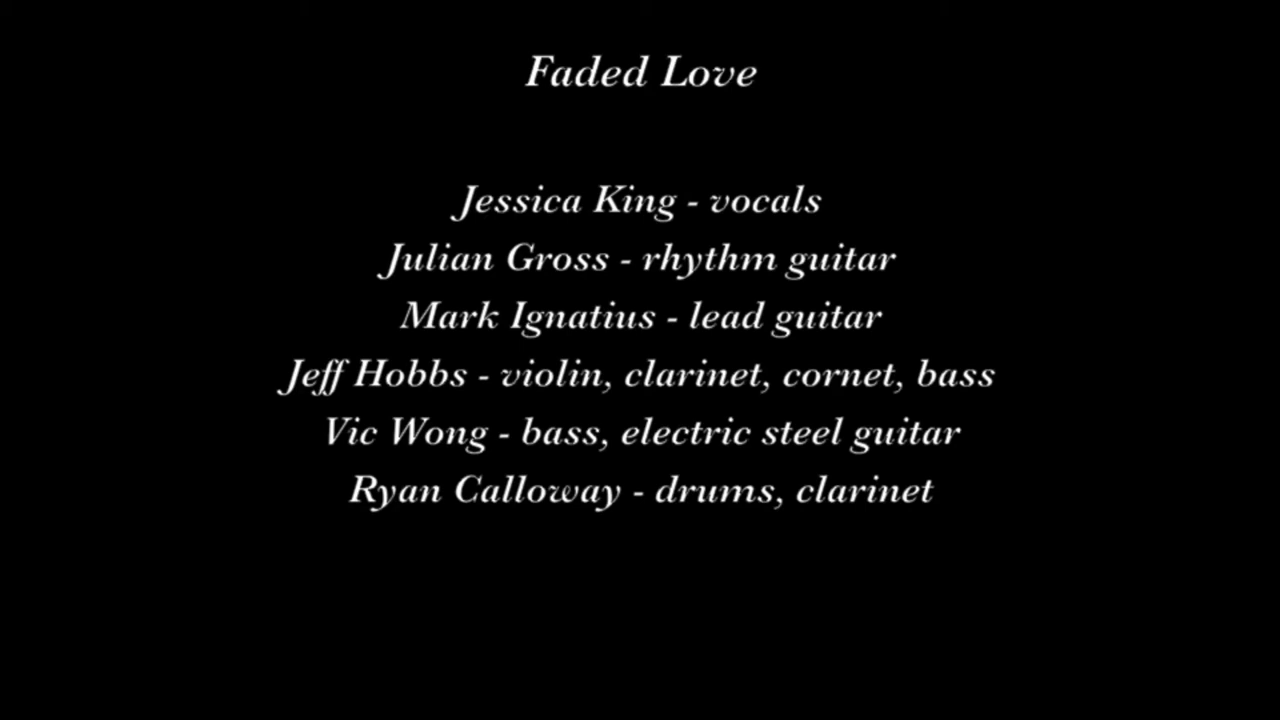 Faded Love
Jessica King - vocals
Julian Gross - rhythm guitar
Mark Ignatius - lead guitar
Jeff Hobbs - violin, clarinet, cornet, bass
Vic Wong - bass, electric steel guitar
Ryan Calloway - drums, clarinet